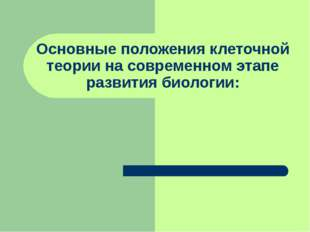 Основные положения клеточной
теории на современном этапе
развития биологии: